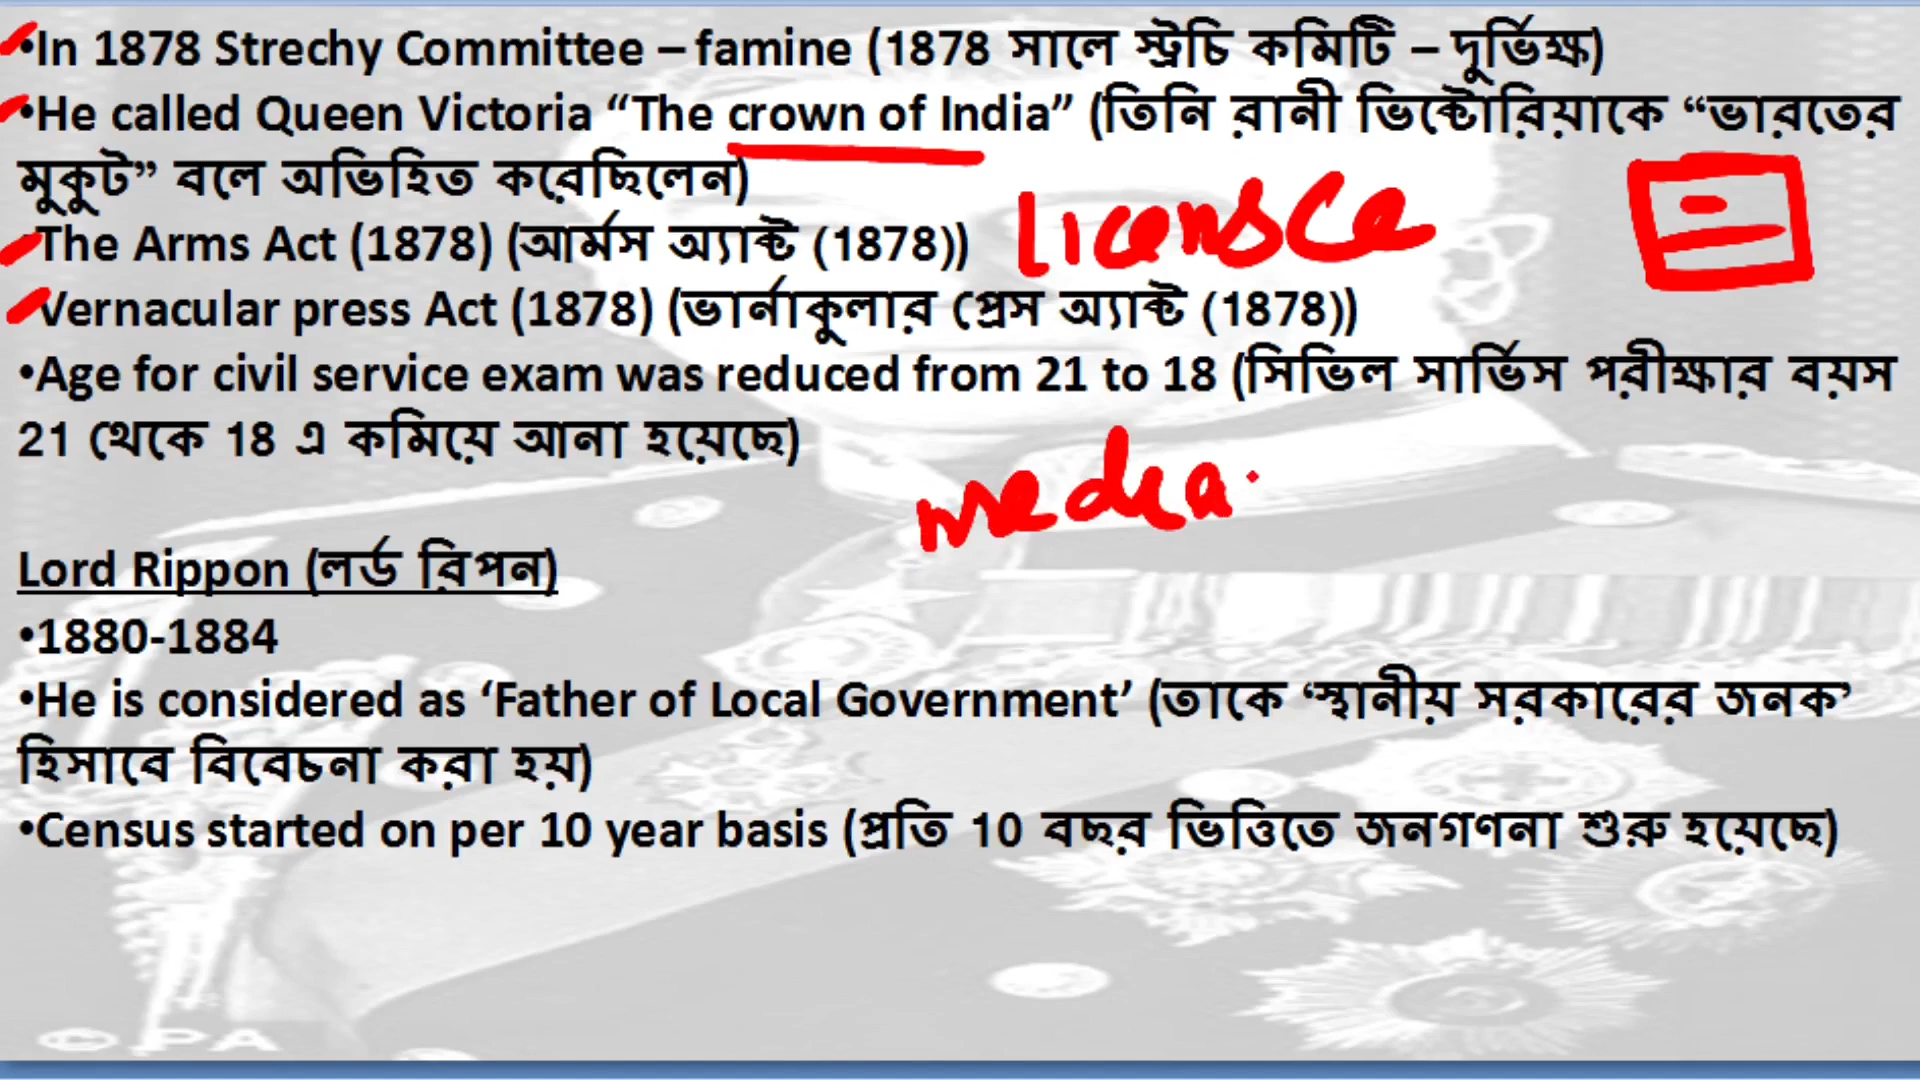 •In 1878 Strechy Committee – famine (1878 সালে স্ট্রচি কমিটি – দুর্ভিক্ষ)
•He called Queen Victoria “The crown of India” (তিনি রানী ভিক্টোরিয়াকে “ভারতের
মুকুট” বলে অভিহিত করেছিলেন)
•The Arms Act (1878) (আর্মস অ্যাক্ট (1878))
Licensce
•Vernacular press Act (1878) (ভার্নাকুলার প্রেস অ্যাক্ট (1878))
•Age for civil service exam was reduced from 21 to 18 (সিভিল সার্ভিস পরীক্ষার বয়স
21 থেকে 18 এ কমিয়ে আনা হয়েছে)
media.
Lord Rippon (লর্ড রিপন)
•1880-1884
•He is considered as ‘Father of Local Government’ (তাকে ‘স্থানীয় সরকারের জনক’
হিসাবে বিবেচনা করা হয়)
•Census started on per 10 year basis (প্রতি 10 বছর ভিত্তিতে জনগণনা শুরু হয়েছে)
© PA